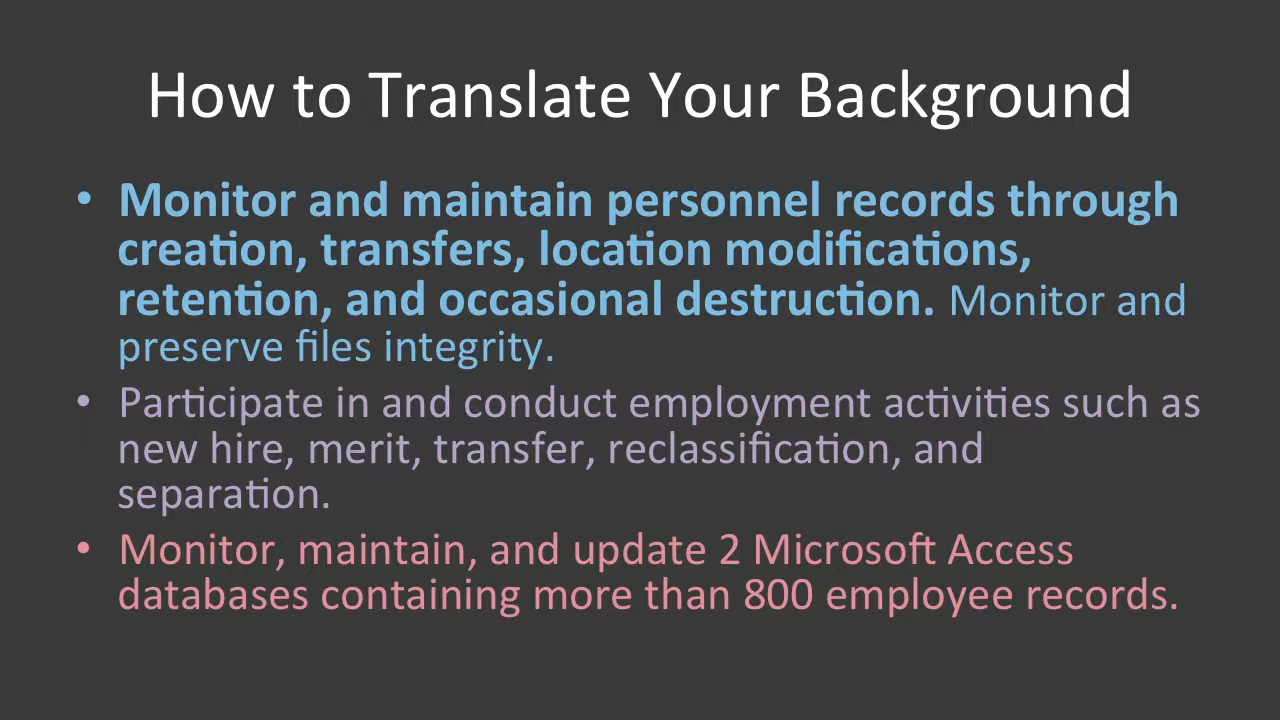 How to Translate Your Background
• Monitor and maintain personnel records through
creation, transfers, location modifications,
retention, and occasional destruction. Monitor and
preserve files integrity.
• Participate in and conduct employment activities such as
new hire, merit, transfer, reclassification, and
separation.
• Monitor, maintain, and update 2 Microsoft Access
databases containing more than 800 employee records.